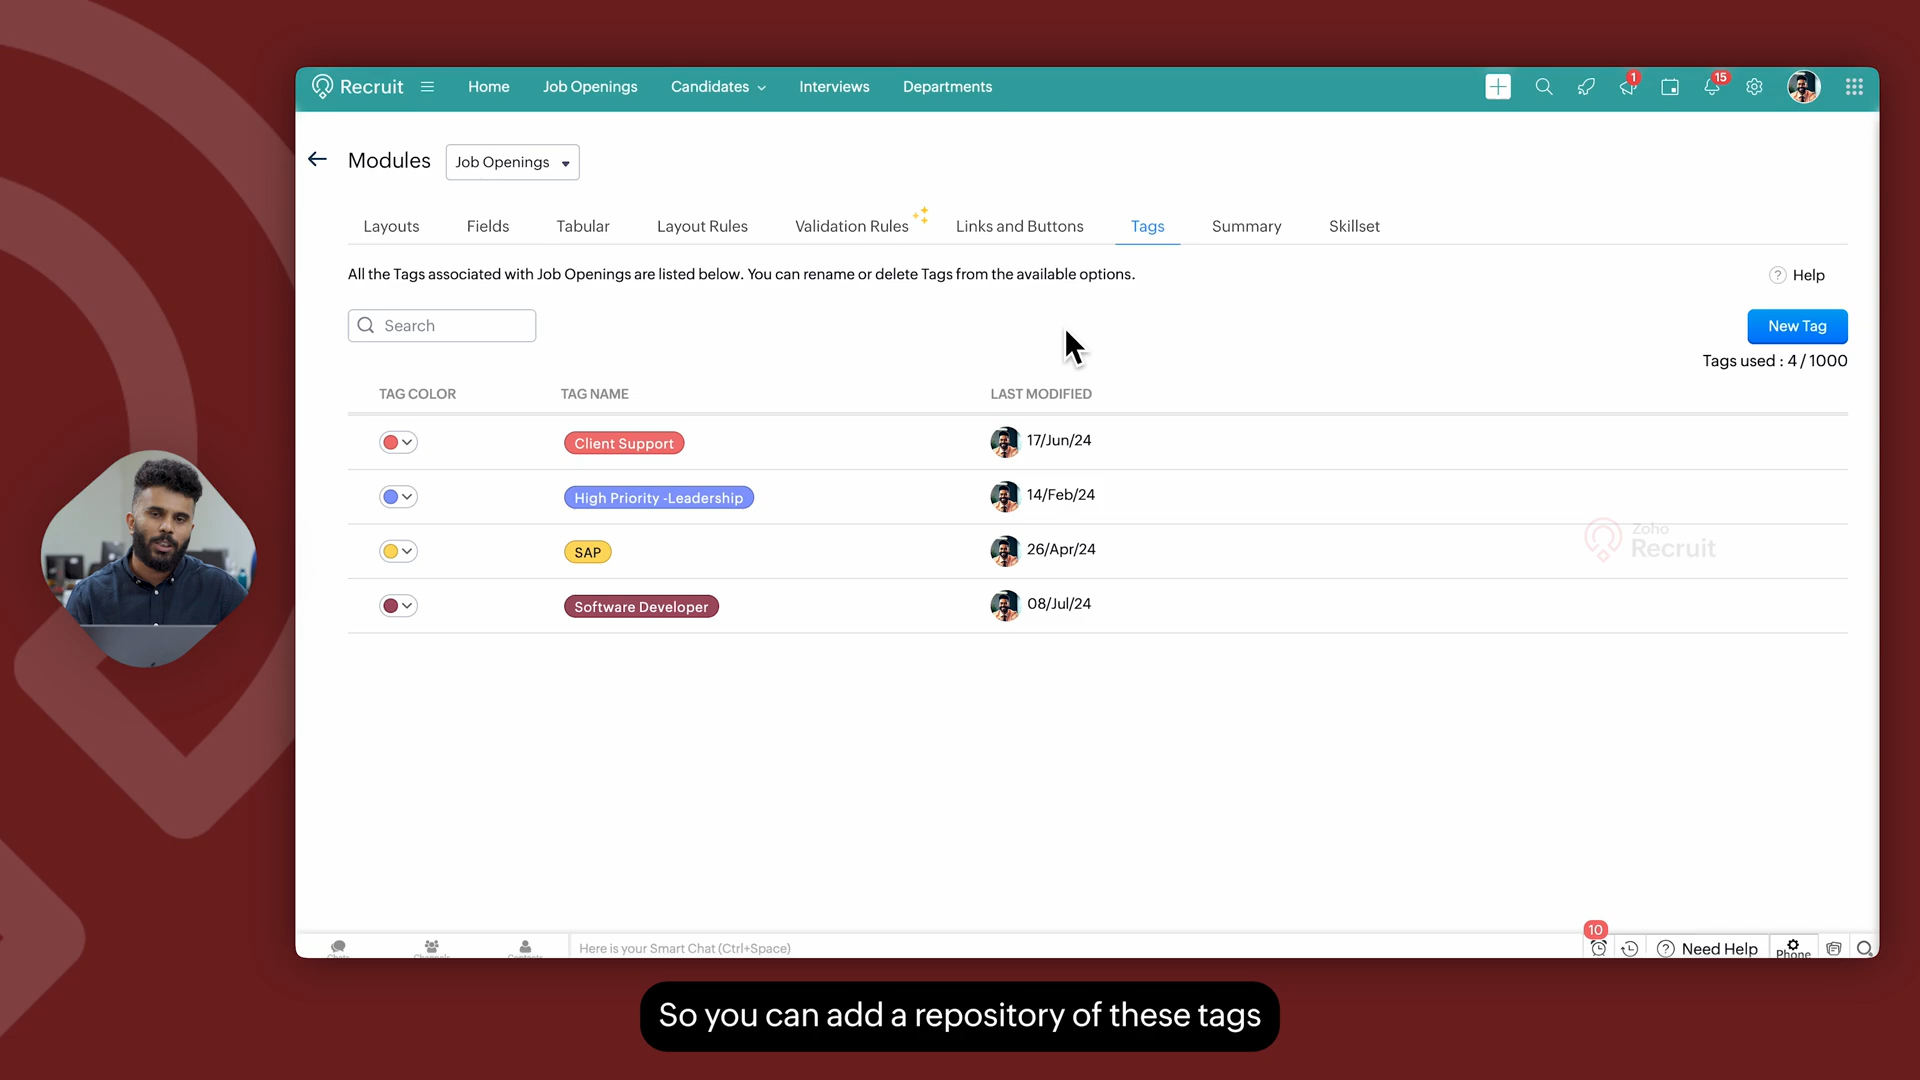 Recruit Home Job Openings Candidates Interviews Departments 1 15
Modules Job Openings
Layouts Fields Tabular Layout Rules Validation Rules Links and Buttons Tags Summary Skillset
All the Tags associated with Job Openings are listed below. You can rename or delete Tags from the available options.
? Help
Search
New Tag
Tags used : 4 / 1000
TAG COLOR TAG NAME LAST MODIFIED
Client Support 17/Jun/24
High Priority -Leadership 14/Feb/24
SAP 26/Apr/24
Software Developer 08/Jul/24
Zoho
Recruit
10
Here is your Smart Chat (Ctrl+Space)
? Need Help
Phone
So you can add a repository of these tags